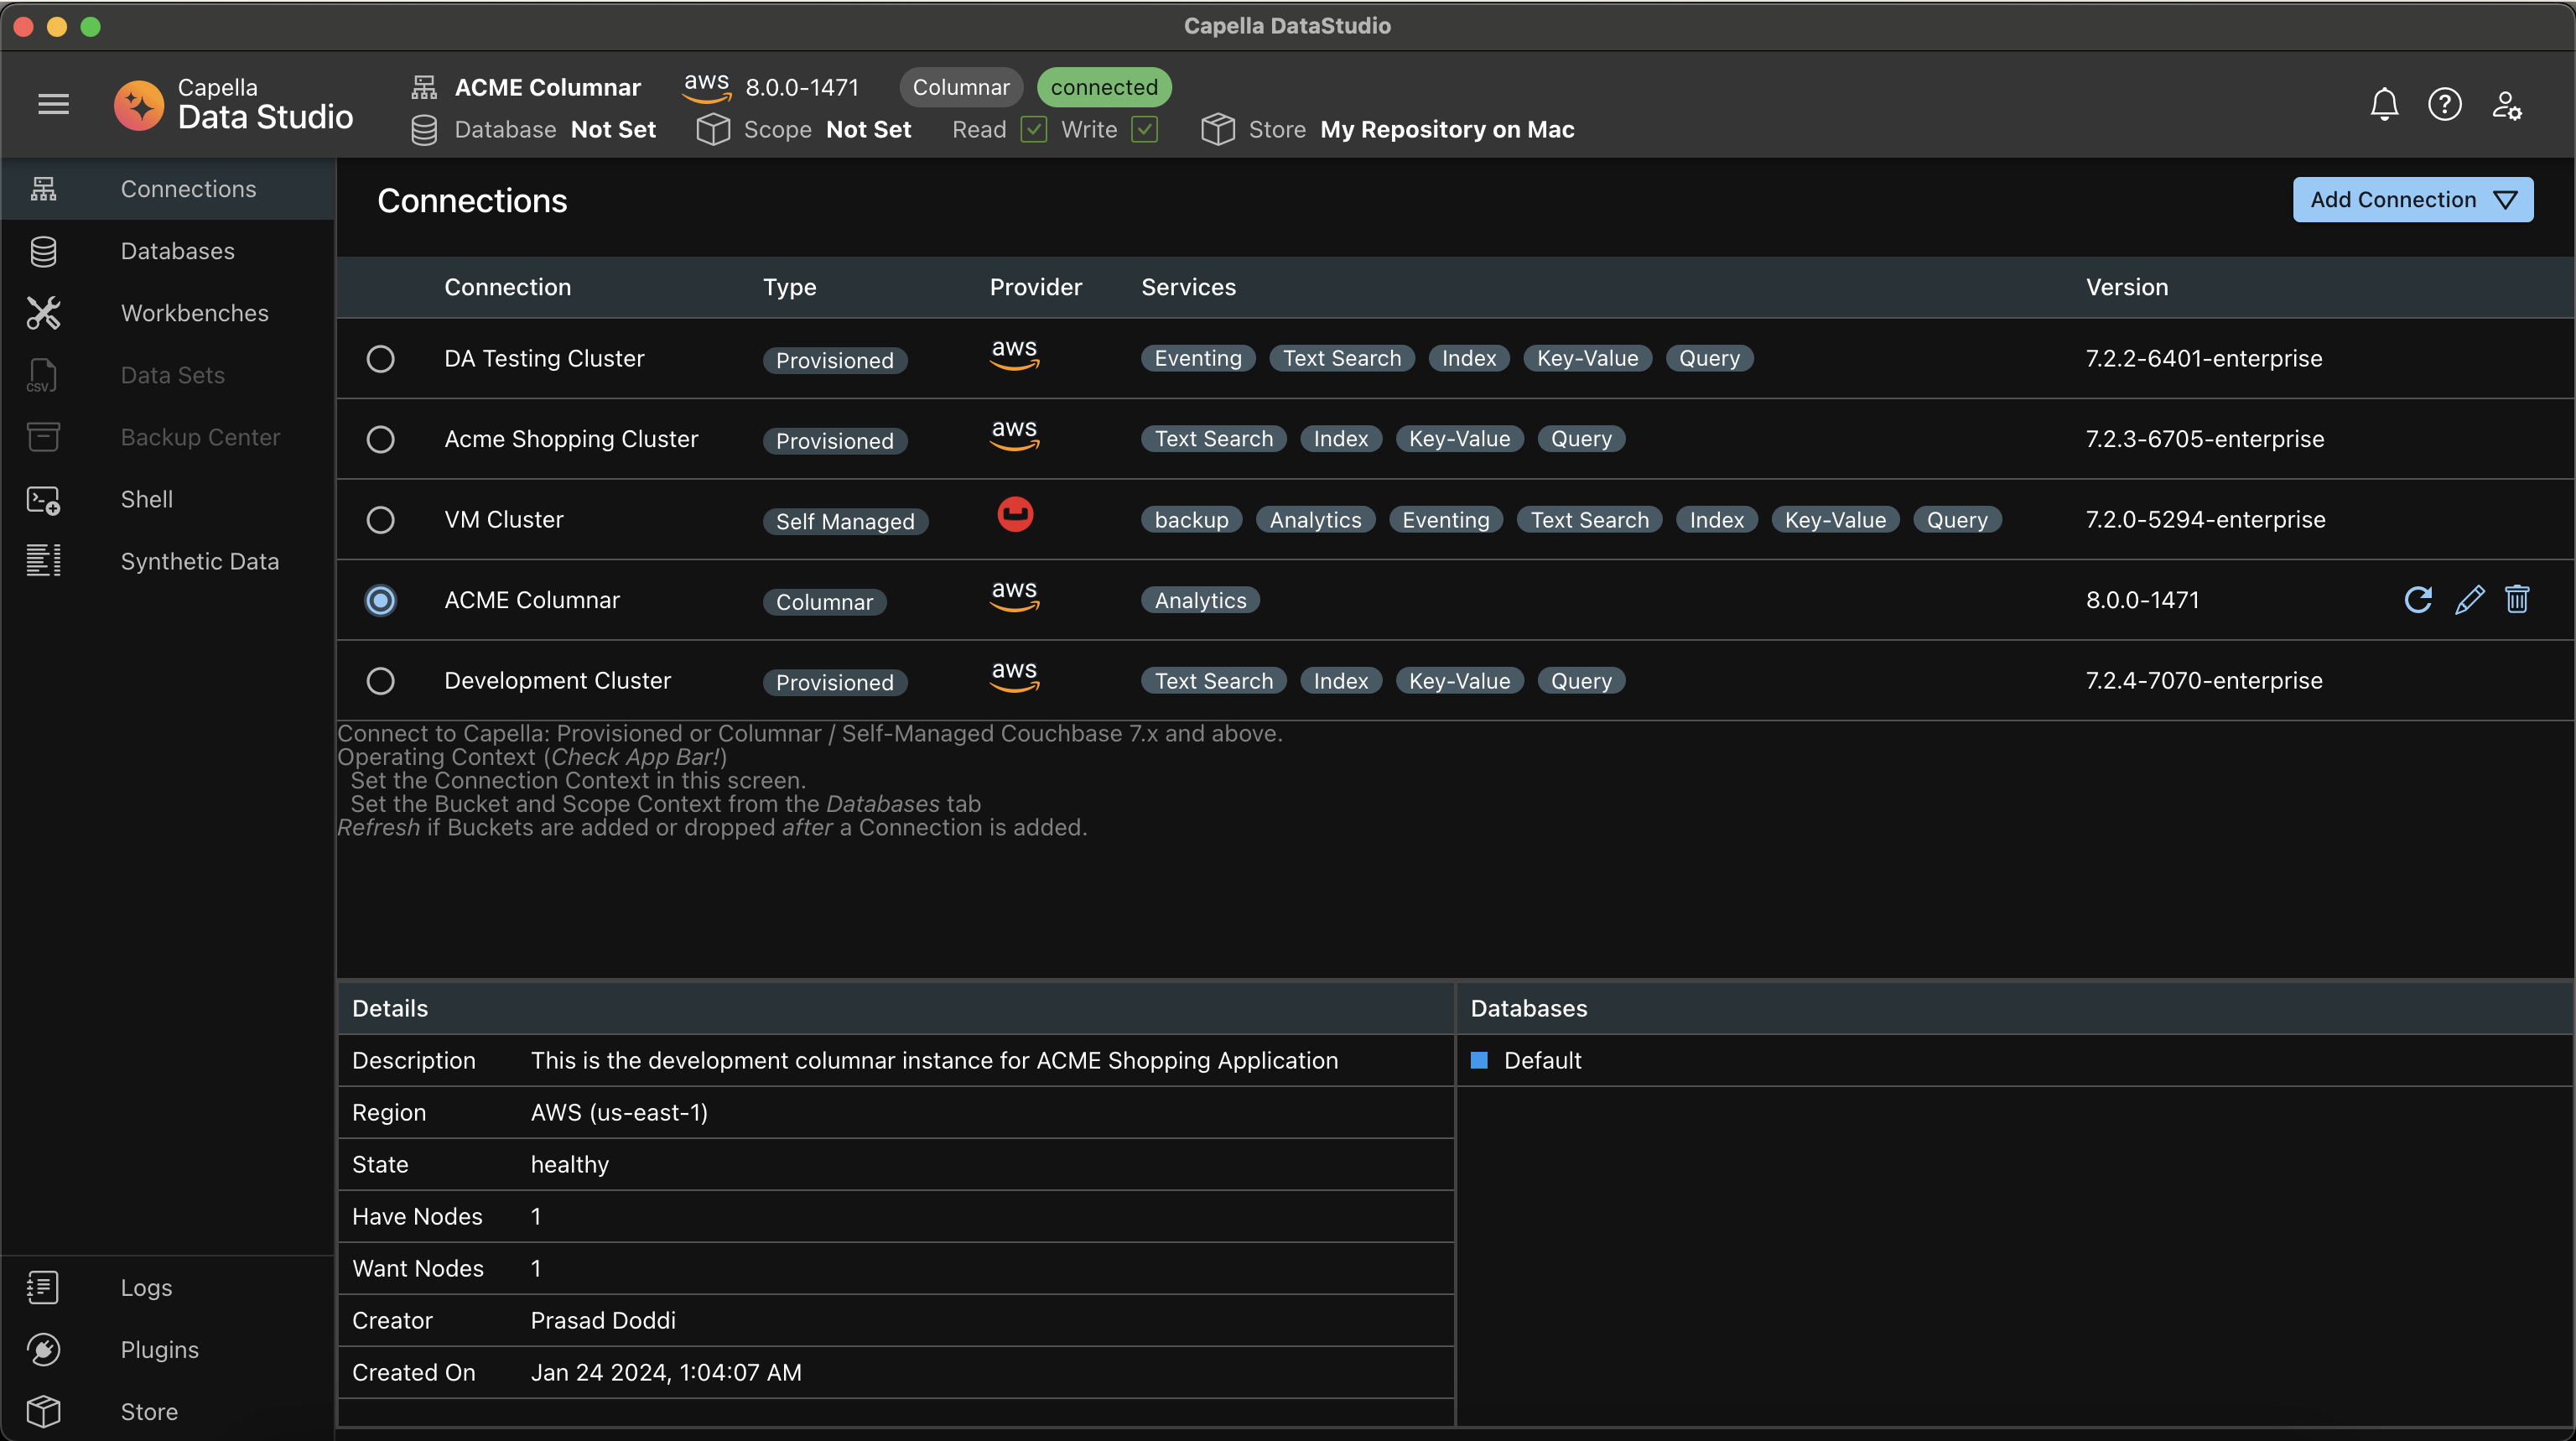 Capella DataStudio
Capella
Data Studio
ACME Columnar aws 8.0.0-1471 Columnar connected
Database Not Set Scope Not Set Read Write Store My Repository on Mac
Connections
Databases
Workbenches
CSV Data Sets
Backup Center
Shell
Synthetic Data
Logs
Plugins
Store
Connections
Add Connection
Connection Type Provider Services Version
DA Testing Cluster Provisioned aws Eventing Text Search Index Key-Value Query 7.2.2-6401-enterprise
Acme Shopping Cluster Provisioned aws Text Search Index Key-Value Query 7.2.3-6705-enterprise
VM Cluster Self Managed backup Analytics Eventing Text Search Index Key-Value Query 7.2.0-5294-enterprise
ACME Columnar Columnar aws Analytics 8.0.0-1471
Development Cluster Provisioned aws Text Search Index Key-Value Query 7.2.4-7070-enterprise
Connect to Capella: Provisioned or Columnar / Self-Managed Couchbase 7.x and above.
Operating Context (Check App Bar!)
Set the Connection Context in this screen.
Set the Bucket and Scope Context from the Databases tab
Refresh if Buckets are added or dropped after a Connection is added.
Details
Description This is the development columnar instance for ACME Shopping Application
Region AWS (us-east-1)
State healthy
Have Nodes 1
Want Nodes 1
Creator Prasad Doddi
Created On Jan 24 2024, 1:04:07 AM
Databases
Default